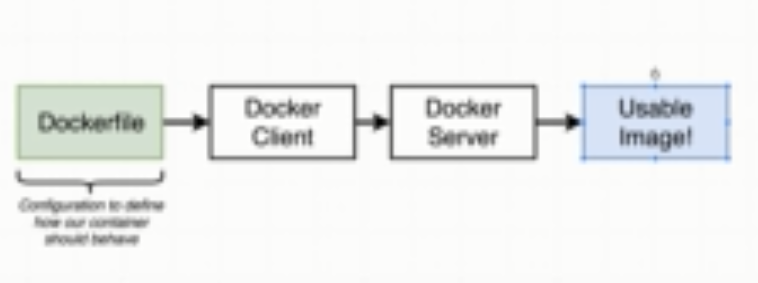 Dockerfile
Docker
Client
Docker
Server
Usable
Image!
Configuration to define
how our container
should behave